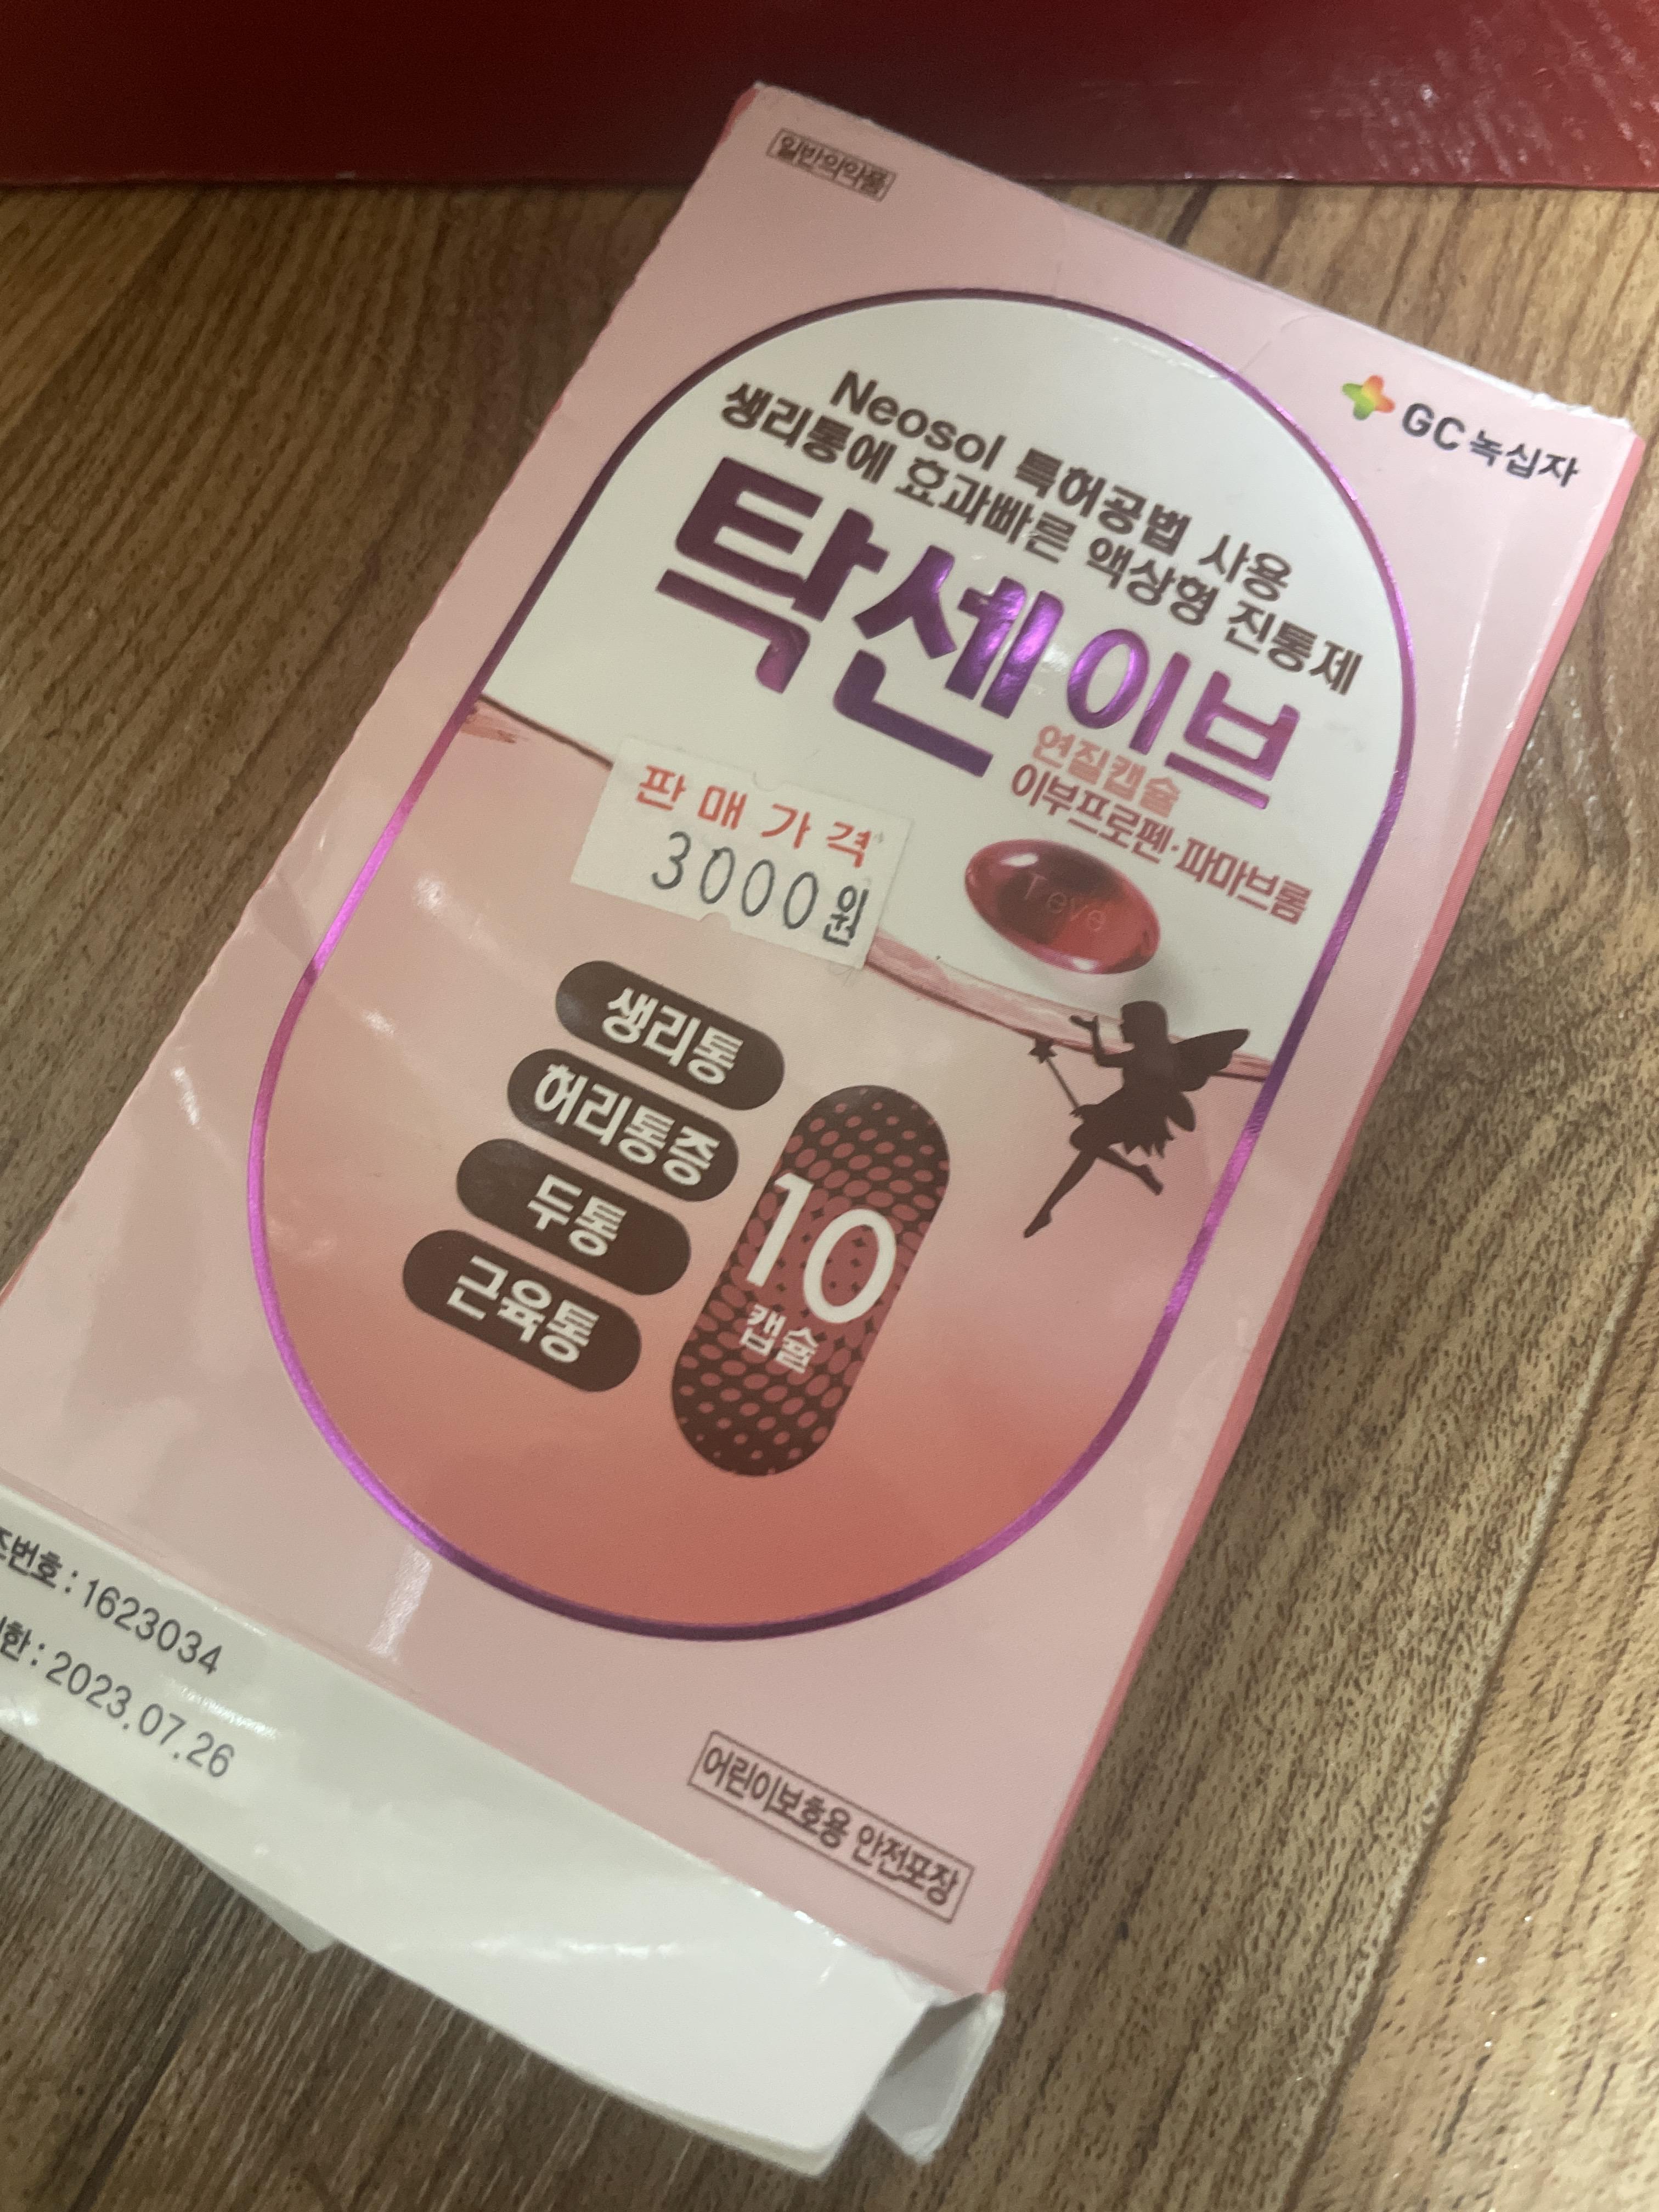 일반의약품
GC 녹십자
Neosol 특허공법 사용
생리통에 효과빠른 액상형 진통제
탁센 이브
연질캡슐
이부프로펜·파마브롬
T.eve
판매가격
3000원
생리통
허리통증
두통
근육통
10
캡슐
번호 : 1623034
한 : 2023.07.26
어린이보호용 안전포장